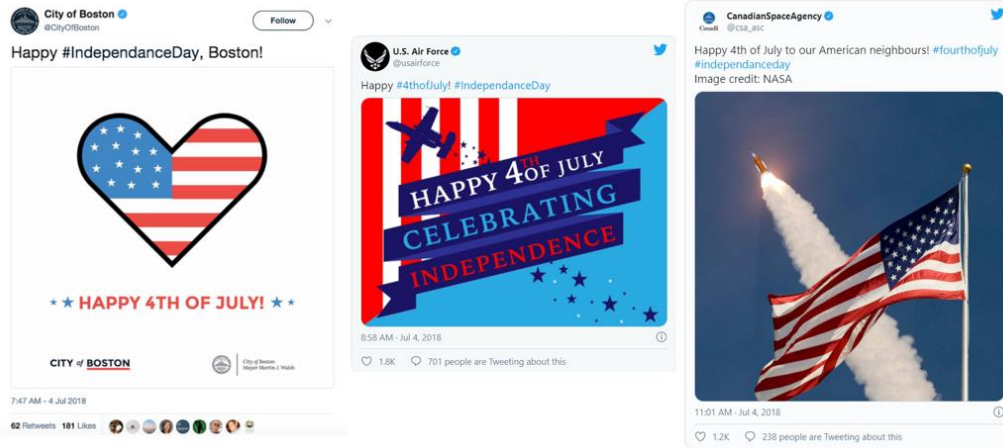 City of Boston
@CityOfBoston
Follow
Happy #IndependanceDay, Boston!
★ ★ HAPPY 4TH OF JULY! ★ ★
CITY of BOSTON
City of Boston
Mayor Martin J. Walsh
7:47 AM - 4 Jul 2018
62 Retweets 181 Likes
U.S. Air Force
@usairforce
Happy #4thofJuly! #IndependanceDay
HAPPY 4TH OF JULY
CELEBRATING
INDEPENDENCE
8:58 AM · Jul 4, 2018
1.8K 701 people are Tweeting about this
CanadianSpaceAgency
Canada @csa_asc
Happy 4th of July to our American neighbours! #fourthofjuly
#independanceday
Image credit: NASA
11:01 AM · Jul 4, 2018
1.2K 238 people are Tweeting about this